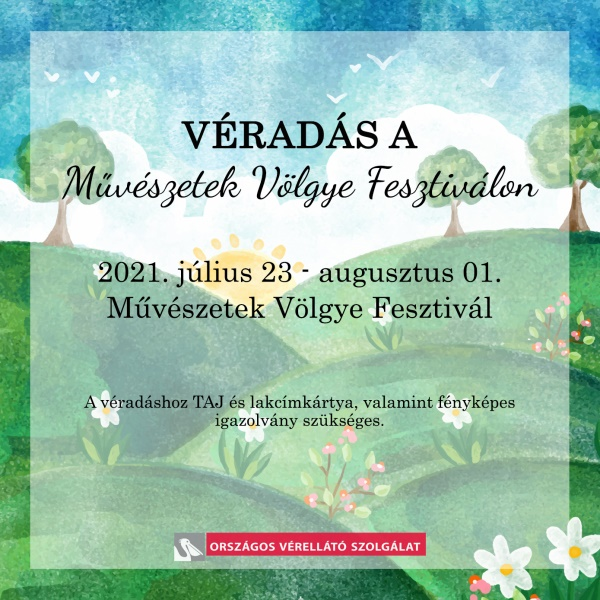 VÉRADÁS A
Művészetek Völgye Fesztiválon
2021. július 23 - augusztus 01.
Művészetek Völgye Fesztivál
A véradáshoz TAJ és lakcímkártya, valamint fényképes
igazolvány szükséges.
ORSZÁGOS VÉRELLÁTÓ SZOLGÁLAT